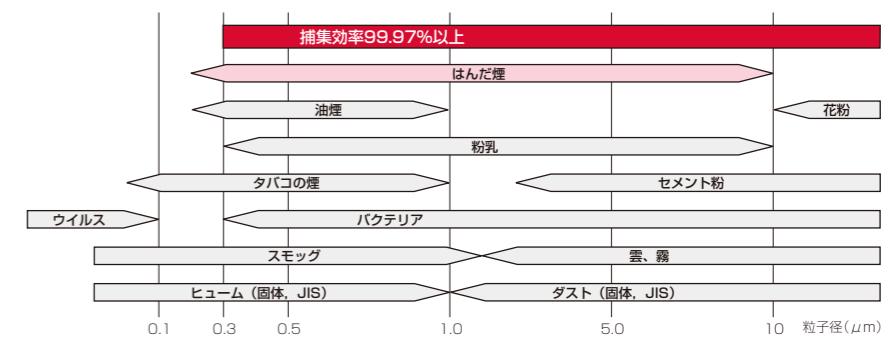 捕集効率99.97%以上
はんだ煙
油煙
花粉
粉乳
タバコの煙
セメント粉
ウイルス
バクテリア
スモッグ
雲、霧
ヒューム（固体，JIS）
ダスト（固体，JIS）
0.1
0.3
0.5
1.0
5.0
10
粒子径（μm）